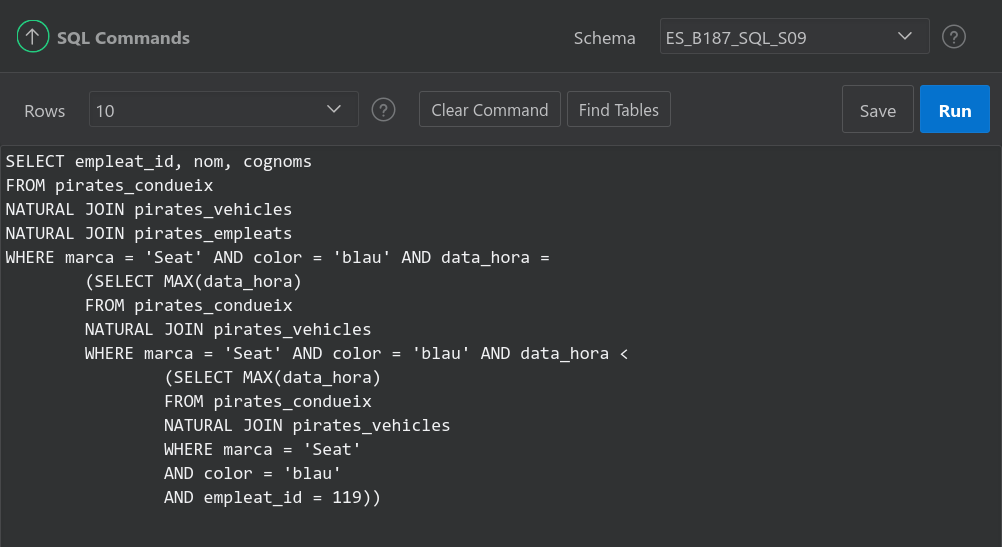 SQL Commands
Schema
ES_B187_SQL_S09
?
Rows
10
?
Clear Command
Find Tables
Save
Run
SELECT empleat_id, nom, cognoms
FROM pirates_condueix
NATURAL JOIN pirates_vehicles
NATURAL JOIN pirates_empleats
WHERE marca = 'Seat' AND color = 'blau' AND data_hora =
(SELECT MAX(data_hora)
FROM pirates_condueix
NATURAL JOIN pirates_vehicles
WHERE marca = 'Seat' AND color = 'blau' AND data_hora <
(SELECT MAX(data_hora)
FROM pirates_condueix
NATURAL JOIN pirates_vehicles
WHERE marca = 'Seat'
AND color = 'blau'
AND empleat_id = 119))